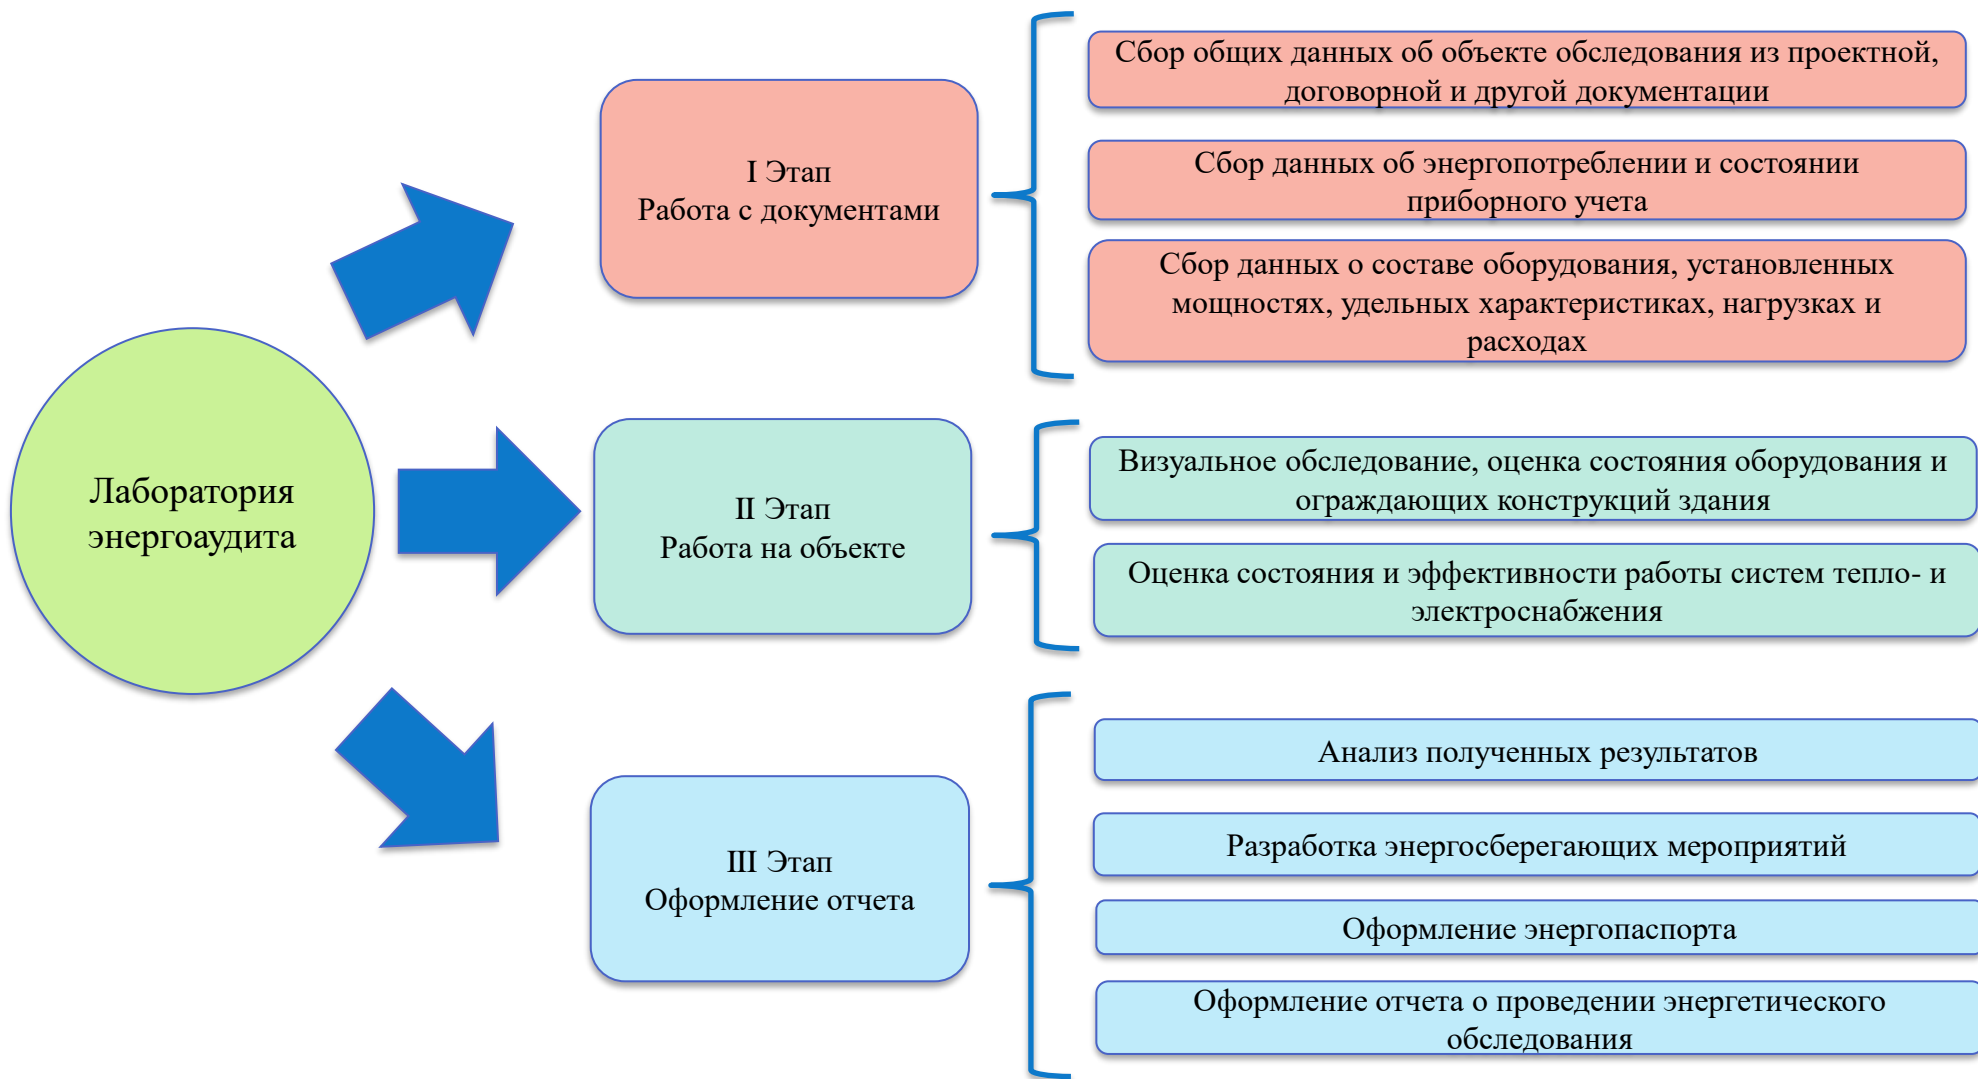 Лаборатория
энергоаудита
I Этап
Работа с документами
Сбор общих данных об объекте обследования из проектной,
договорной и другой документации
Сбор данных об энергопотреблении и состоянии
приборного учета
Сбор данных о составе оборудования, установленных
мощностях, удельных характеристиках, нагрузках и
расходах
II Этап
Работа на объекте
Визуальное обследование, оценка состояния оборудования и
ограждающих конструкций здания
Оценка состояния и эффективности работы систем тепло- и
электроснабжения
III Этап
Оформление отчета
Анализ полученных результатов
Разработка энергосберегающих мероприятий
Оформление энергопаспорта
Оформление отчета о проведении энергетического
обследования